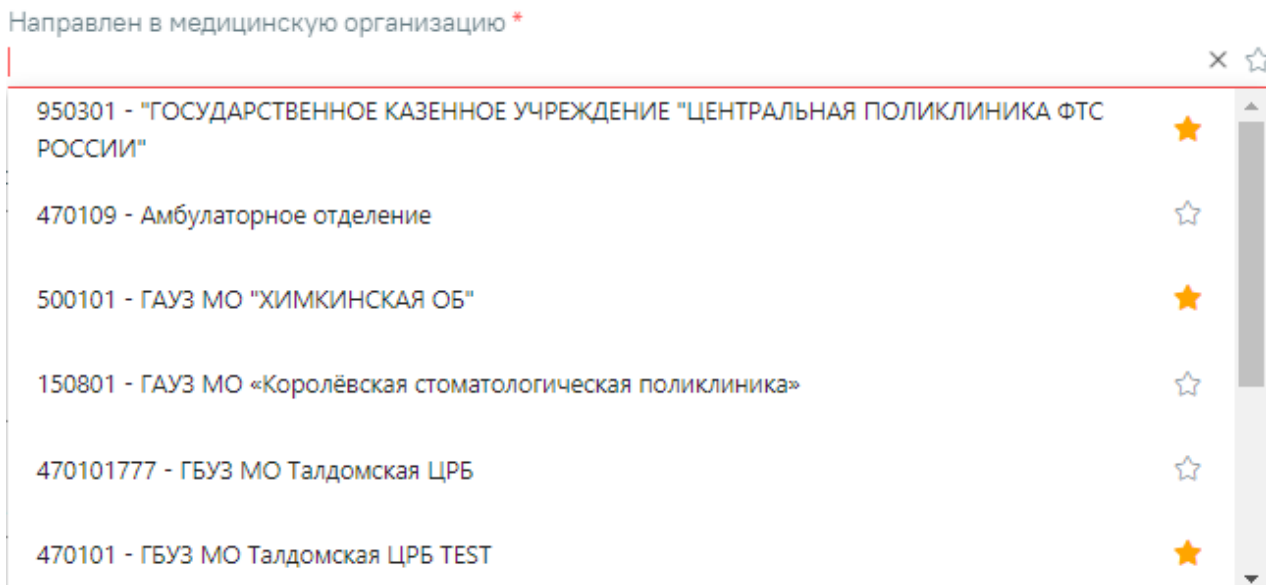 Направлен в медицинскую организацию *
950301 - "ГОСУДАРСТВЕННОЕ КАЗЕННОЕ УЧРЕЖДЕНИЕ "ЦЕНТРАЛЬНАЯ ПОЛИКЛИНИКА ФТС
РОССИИ"
470109 - Амбулаторное отделение
500101 - ГАУЗ МО "ХИМКИНСКАЯ ОБ"
150801 - ГАУЗ МО «Королёвская стоматологическая поликлиника»
470101777 - ГБУЗ МО Талдомская ЦРБ
470101 - ГБУЗ МО Талдомская ЦРБ TEST